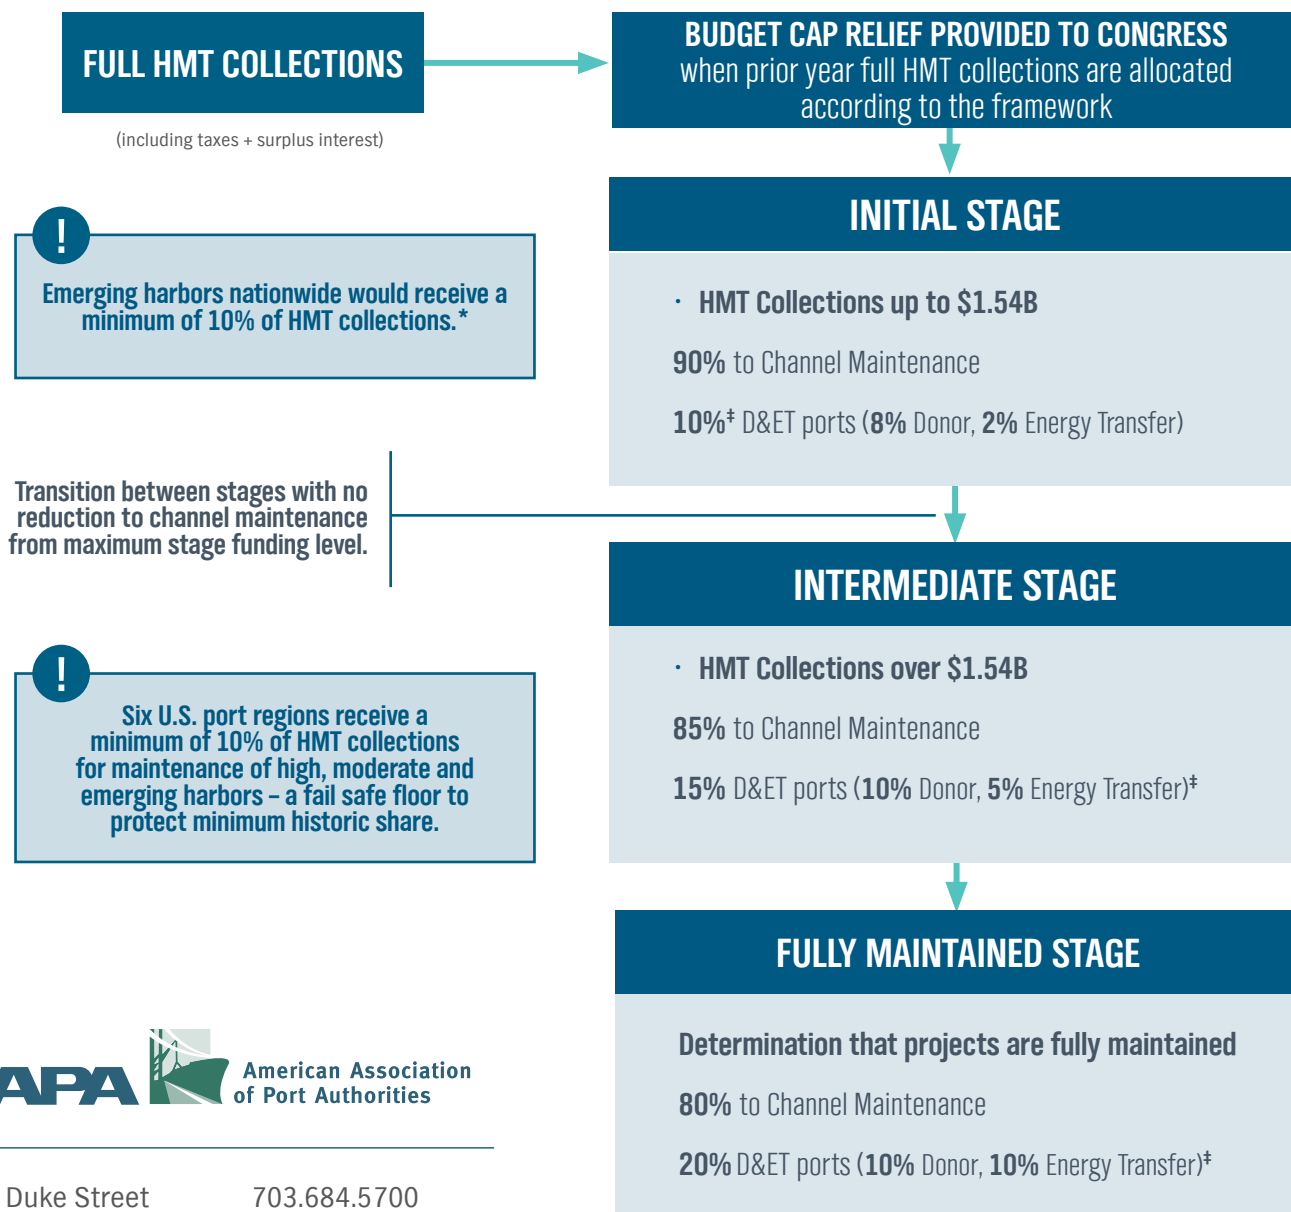 FULL HMT COLLECTIONS
(including taxes + surplus interest)
BUDGET CAP RELIEF PROVIDED TO CONGRESS
when prior year full HMT collections are allocated
according to the framework
!
Emerging harbors nationwide would receive a
minimum of 10% of HMT collections.*
INITIAL STAGE
· HMT Collections up to $1.54B
90% to Channel Maintenance
10%‡ D&ET ports (8% Donor, 2% Energy Transfer)
Transition between stages with no
reduction to channel maintenance
from maximum stage funding level.
INTERMEDIATE STAGE
· HMT Collections over $1.54B
85% to Channel Maintenance
15% D&ET ports (10% Donor, 5% Energy Transfer)‡
!
Six U.S. port regions receive a
minimum of 10% of HMT collections
for maintenance of high, moderate and
emerging harbors – a fail safe floor to
protect minimum historic share.
FULLY MAINTAINED STAGE
Determination that projects are fully maintained
80% to Channel Maintenance
20% D&ET ports (10% Donor, 10% Energy Transfer)‡
APA
American Association
of Port Authorities
Duke Street
703.684.5700